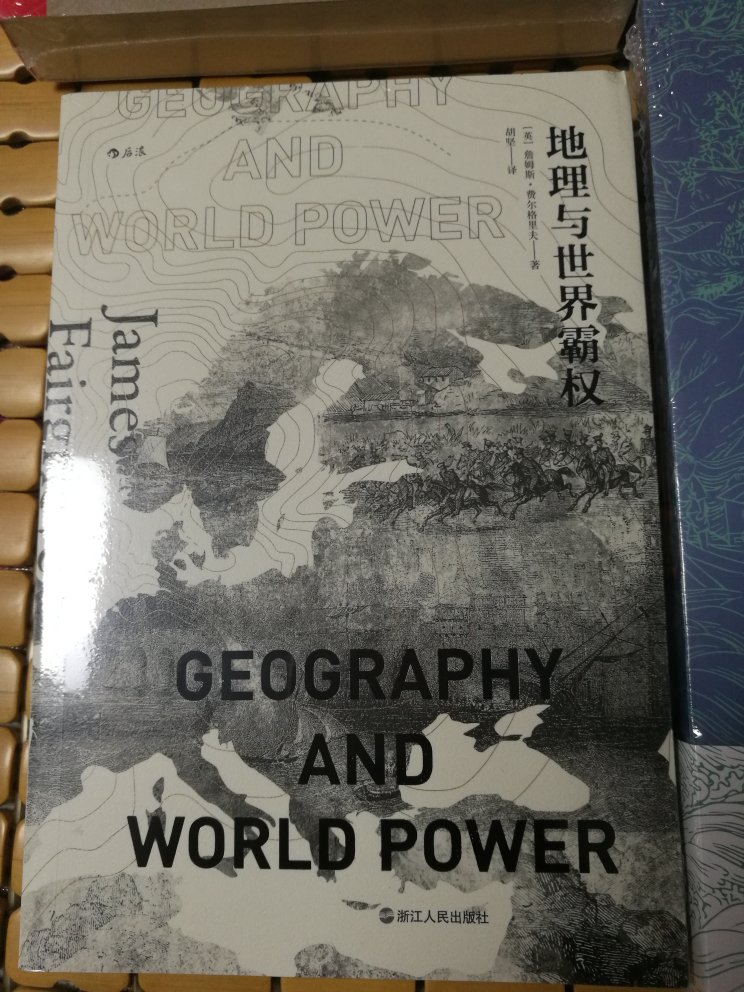 GEOGRAPHY
AND
WORLD POWER
后浪
地理与世界霸权
[英] 詹姆斯·费尔格里夫——著
胡坚——译
James
Fairg
GEOGRAPHY
AND
WORLD POWER
浙江人民出版社